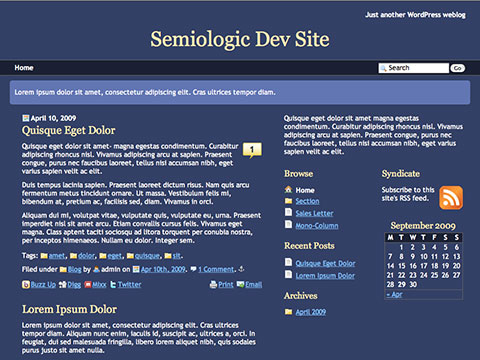 Just another WordPress weblog
Semiologic Dev Site
Home
Search
Go
Lorem ipsum dolor sit amet, consectetur adipiscing elit. Cras ultrices tempor diam.
April 10, 2009
Quisque Eget Dolor
1
Quisque eget dolor sit amet- magna egestas condimentum. Curabitur
adipiscing rhoncus nisl. Vivamus adipiscing arcu at sapien. Praesent
congue, purus nec faucibus laoreet, tellus nisi accumsan nibh, eget
varius sapien velit ac elit.
Duis tempus lacinia sapien. Praesent laoreet dictum risus. Nam quis arcu
fermentum metus tincidunt ornare. Ut massa. Vestibulum felis mi,
bibendum at, pretium ac, facilisis sed, diam. Vivamus in orci.
Aliquam dui mi, volutpat vitae, vulputate quis, vulputate eu, urna. Praesent
imperdiet nisi sit amet arcu. Etiam convallis cursus felis. Vivamus eget
magna. Class aptent taciti sociosqu ad litora torquent per conubia nostra,
per inceptos himenaeos. Nullam eu dolor. Integer sem.
Tags: amet, dolor, eget, quisque, sit.
Filed under Blog by admin on Apr 10th, 2009. 1 Comment.
Buzz Up Digg Mixx Twitter Print Email
Lorem Ipsum Dolor
Lorem ipsum dolor sit amet, consectetur adipiscing elit. Cras ultrices
tempor diam. Aliquam nunc enim, iaculis id, suscipit ac, ultrices a, orci. In
feugiat, dui sed malesuada fringilla, libero lorem elementum nibh, quis sodales
purus justo sit amet nulla.
Quisque eget dolor sit amet- magna egestas
condimentum. Curabitur adipiscing rhoncus nisl. Vivamus
adipiscing arcu at sapien. Praesent congue, purus nec
faucibus laoreet, tellus nisi accumsan nibh, eget varius
sapien velit ac elit.
Browse
Home
Section
Sales Letter
Mono-Column
Recent Posts
Quisque Eget Dolor
Lorem Ipsum Dolor
Archives
April 2009
Syndicate
Subscribe to this
site's RSS feed.
September 2009
M T W T F S S
1 2 3 4 5 6
7 8 9 10 11 12 13
14 15 16 17 18 19 20
21 22 23 24 25 26 27
28 29 30
« Apr